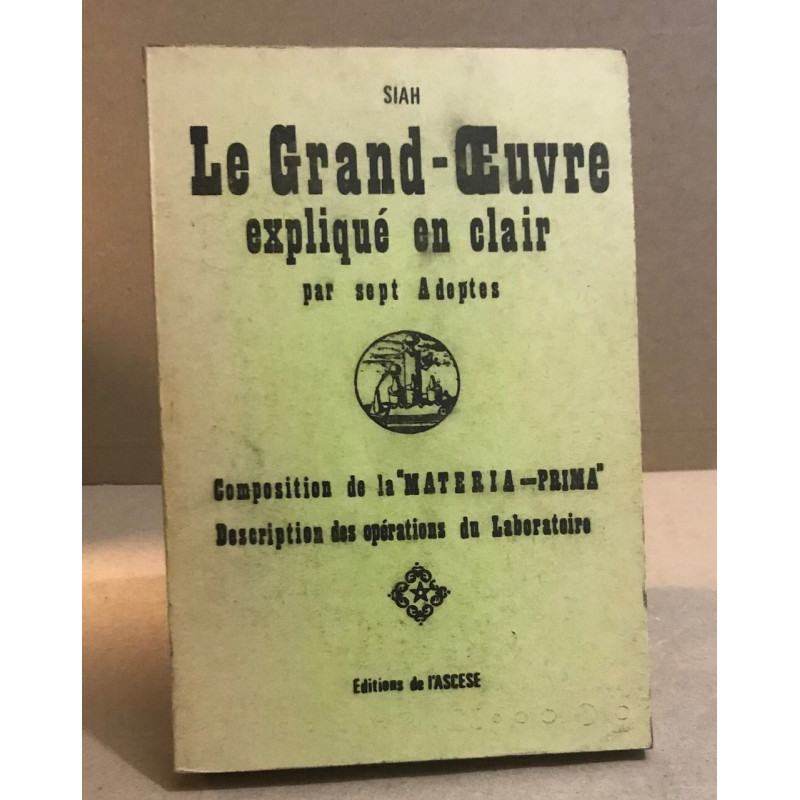 SIAH
Le Grand-Œuvre
expliqué en clair
par sept Adeptes
Composition de la "MATERIA—PRIMA"
Description des opérations du Laboratoire
Editions de l'ASCESE